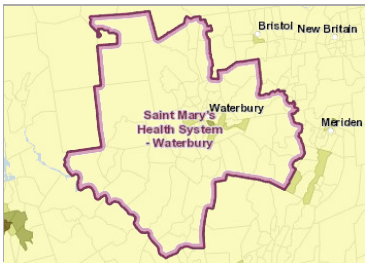 Bristol New Britain
Waterbury
Saint Mary's
Health System
- Waterbury
Meriden